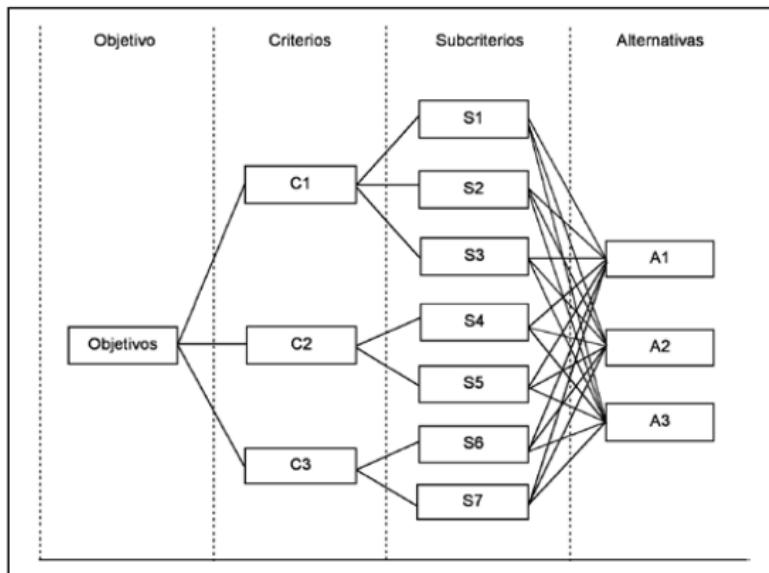 Objetivo
Criterios
Subcriterios
Alternativas
S1
C1
S2
S3
A1
S4
Objetivos
C2
A2
S5
A3
S6
C3
S7